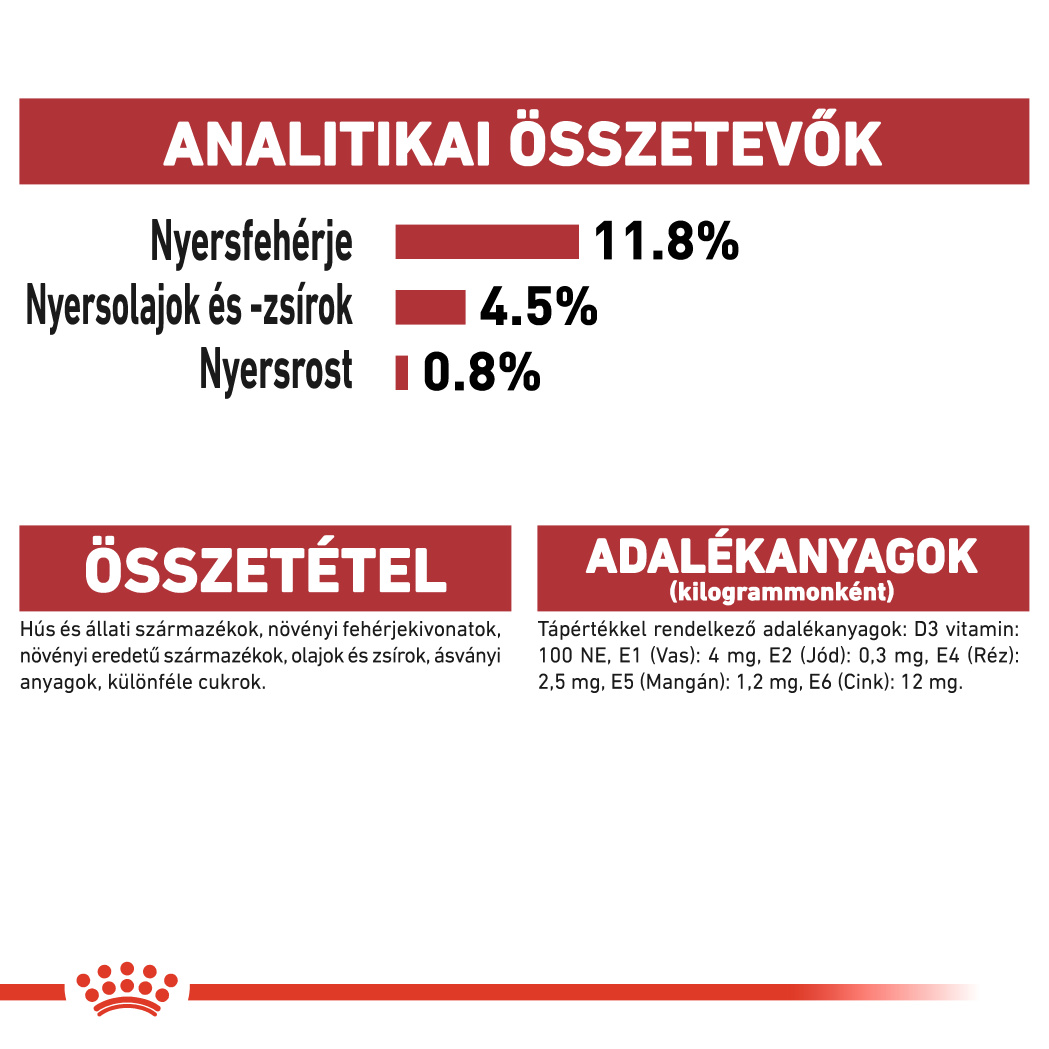 ANALITIKAI ÖSSZETEVŐK
Nyersfehérje 11.8%
Nyersolajok és -zsírok 4.5%
Nyersrost 0.8%
ÖSSZETÉTEL
Hús és állati származékok, növényi fehérjekivonatok,
növényi eredetű származékok, olajok és zsírok, ásványi
anyagok, különféle cukrok.
ADALÉKANYAGOK
(kilogrammonként)
Tápértékkel rendelkező adalékanyagok: D3 vitamin:
100 NE, E1 (Vas): 4 mg, E2 (Jód): 0,3 mg, E4 (Réz):
2,5 mg, E5 (Mangán): 1,2 mg, E6 (Cink): 12 mg.